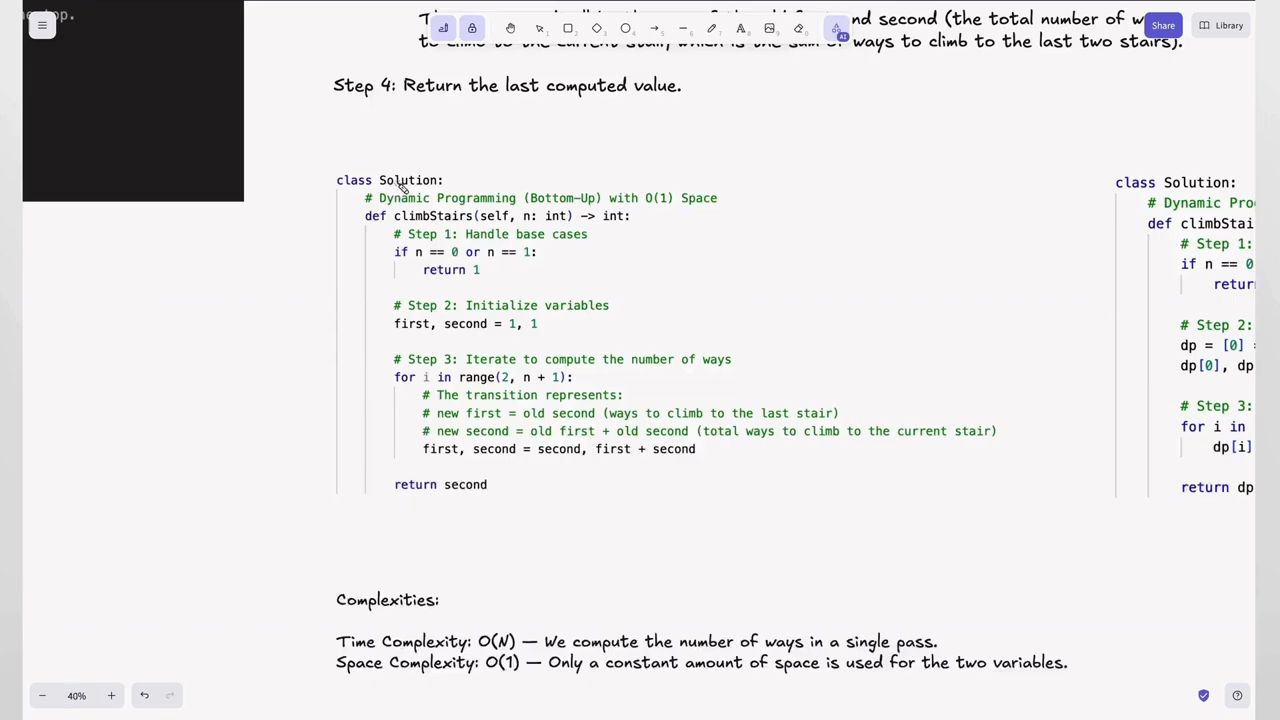 Share
Library
second (the total number of
to climb to the current stair, which is the sum of ways to climb to the last two stairs).
Step 4: Return the last computed value.
class Solution:
# Dynamic Programming (Bottom-Up) with O(1) Space
def climbStairs(self, n: int) -> int:
# Step 1: Handle base cases
if n == 0 or n == 1:
return 1
# Step 2: Initialize variables
first, second = 1, 1
# Step 3: Iterate to compute the number of ways
for i in range(2, n + 1):
# The transition represents:
# new first = old second (ways to climb to the last stair)
# new second = old first + old second (total ways to climb to the current stair)
first, second = second, first + second
return second
class Solution:
# Dynamic Pro
def climbStai
# Step 1:
if n == 0
retur
# Step 2:
dp = [0]
dp[0], dp
# Step 3:
for i in
dp[i]
return dp
Complexities:
Time Complexity: O(N) — We compute the number of ways in a single pass.
Space Complexity: O(1) — Only a constant amount of space is used for the two variables.
40%